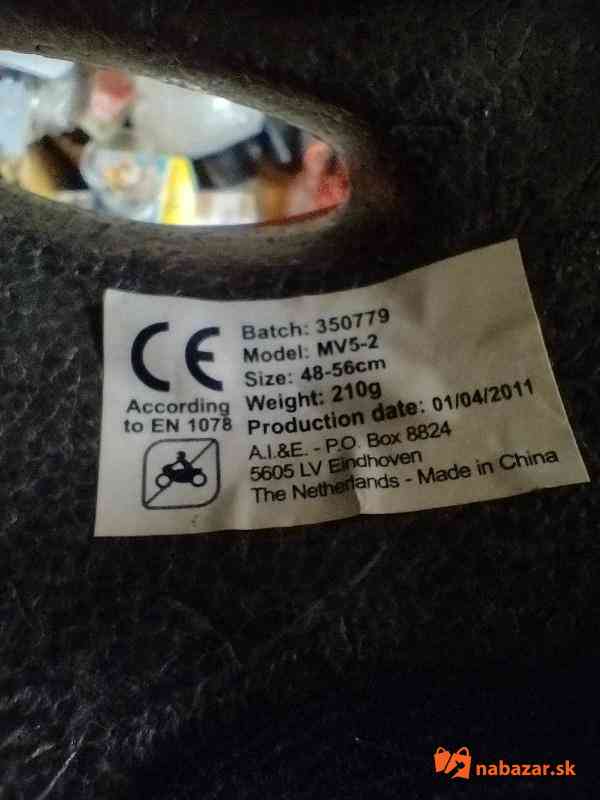 CE
According
to EN 1078
Batch: 350779
Model: MV5-2
Size: 48-56cm
Weight: 210g
Production date: 01/04/2011
A.I.&E. - P.O. Box 8824
5605 LV Eindhoven
The Netherlands - Made in China
nabazar.sk